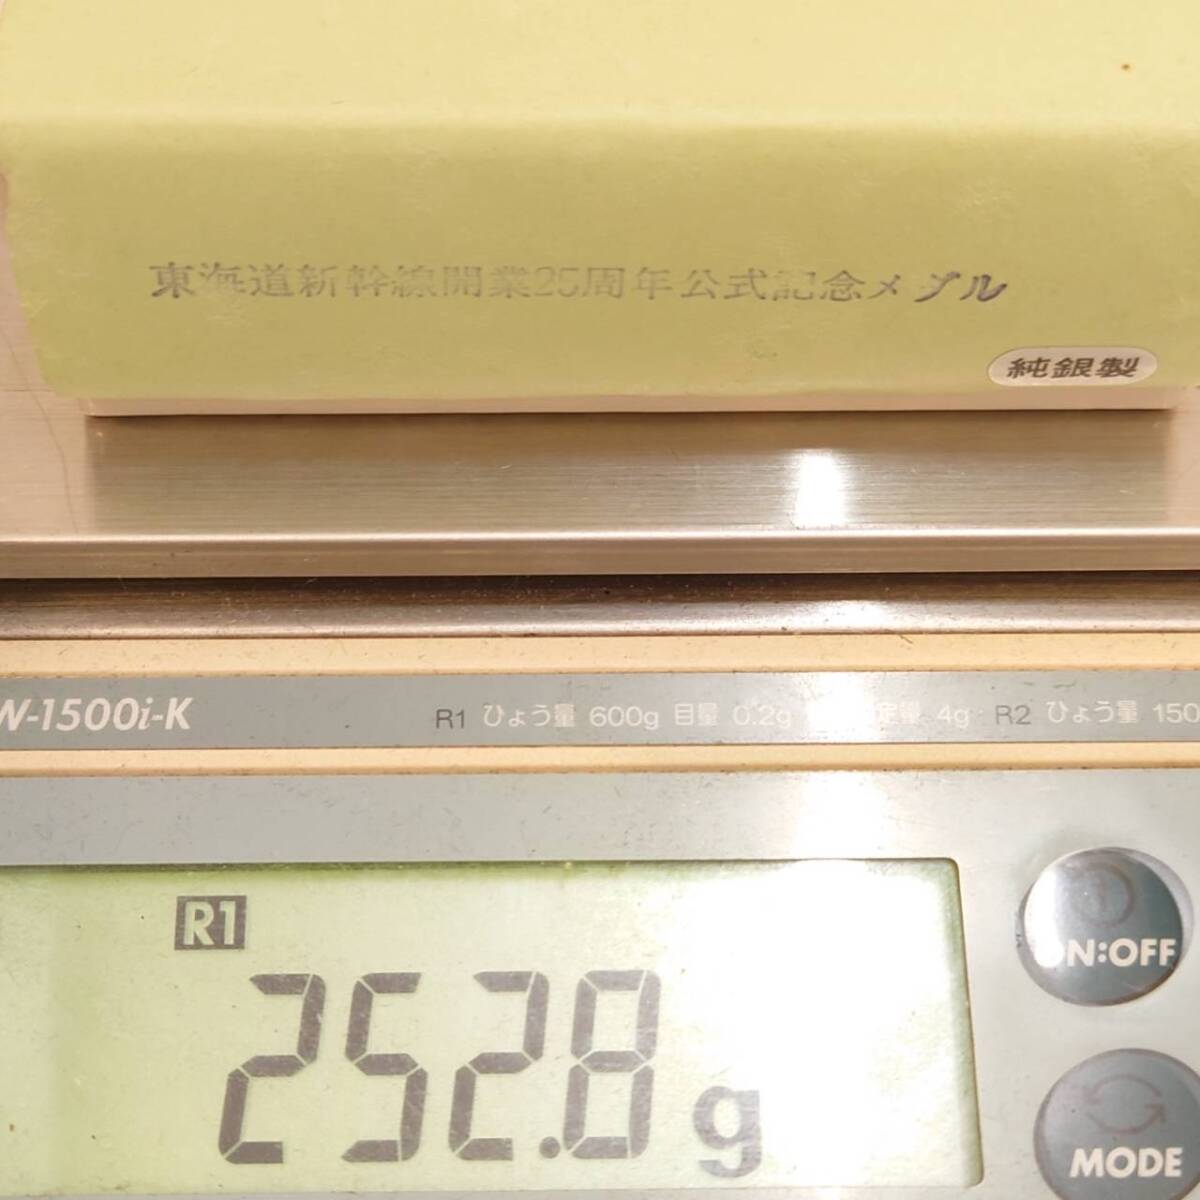 東海道新幹線開業25周年公式記念メダル
純銀製
W-1500i-K R1 ひょう量 600g 目量 0.2g 定量 4g R2 ひょう量 150
R1
252.8g
ON:OFF
MODE